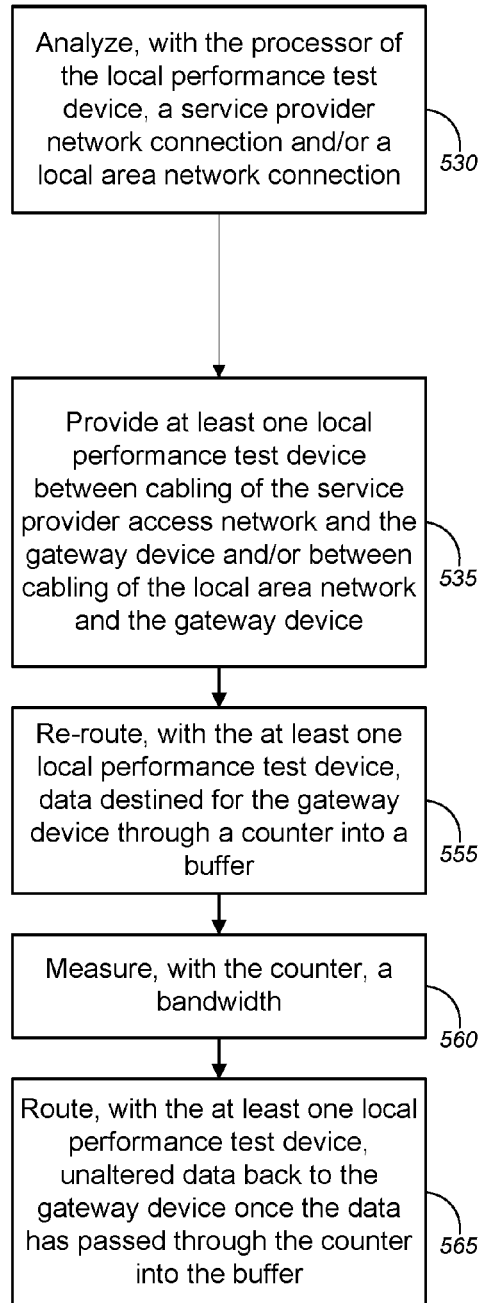 Analyze, with the processor of
the local performance test
device, a service provider
network connection and/or a
local area network connection
530
Provide at least one local
performance test device
between cabling of the service
provider access network and the
gateway device and/or between
cabling of the local area network
and the gateway device
535
Re-route, with the at least one
local performance test device,
data destined for the gateway
device through a counter into a
buffer
555
Measure, with the counter, a
bandwidth
560
Route, with the at least one local
performance test device,
unaltered data back to the
gateway device once the data
has passed through the counter
into the buffer
565